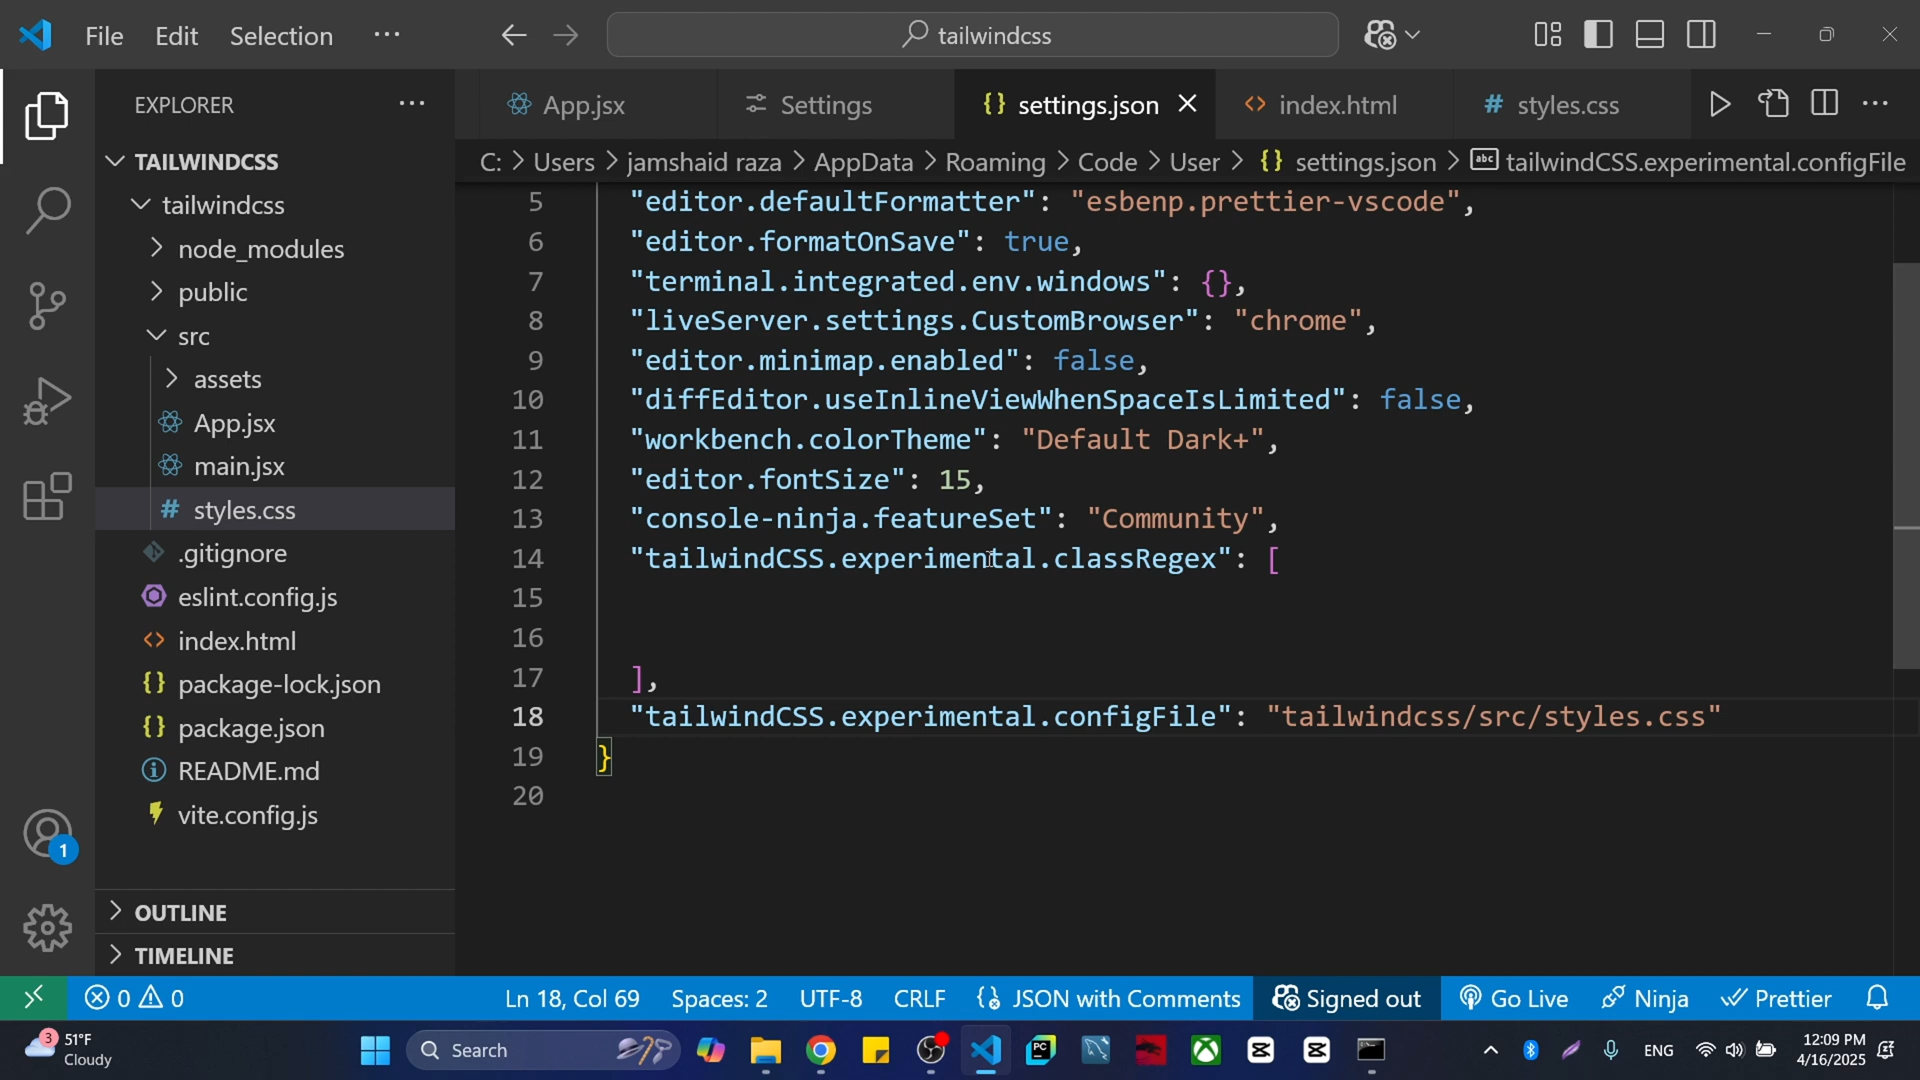 File Edit Selection ···
tailwindcss
EXPLORER ···
App.jsx
Settings
{} settings.json
<> index.html
# styles.css
···
C: > Users > jamshaid raza > AppData > Roaming > Code > User > {} settings.json > abc tailwindCSS.experimental.configFile
TAILWINDCSS
tailwindcss
node_modules
public
src
assets
App.jsx
main.jsx
# styles.css
.gitignore
eslint.config.js
<> index.html
{} package-lock.json
{} package.json
README.md
vite.config.js
OUTLINE
TIMELINE
1
5 "editor.defaultFormatter": "esbenp.prettier-vscode",
6 "editor.formatOnSave": true,
7 "terminal.integrated.env.windows": {},
8 "liveServer.settings.CustomBrowser": "chrome",
9 "editor.minimap.enabled": false,
10 "diffEditor.useInlineViewWhenSpaceIsLimited": false,
11 "workbench.colorTheme": "Default Dark+",
12 "editor.fontSize": 15,
13 "console-ninja.featureSet": "Community",
14 "tailwindCSS.experimental.classRegex": [
15
16
17 ],
18 "tailwindCSS.experimental.configFile": "tailwindcss/src/styles.css"
19 }
20
0 0 Ln 18, Col 69 Spaces: 2 UTF-8 CRLF JSON with Comments Signed out Go Live Ninja Prettier
3
51°F
Cloudy
Search
PC
ENG
12:09 PM
4/16/2025